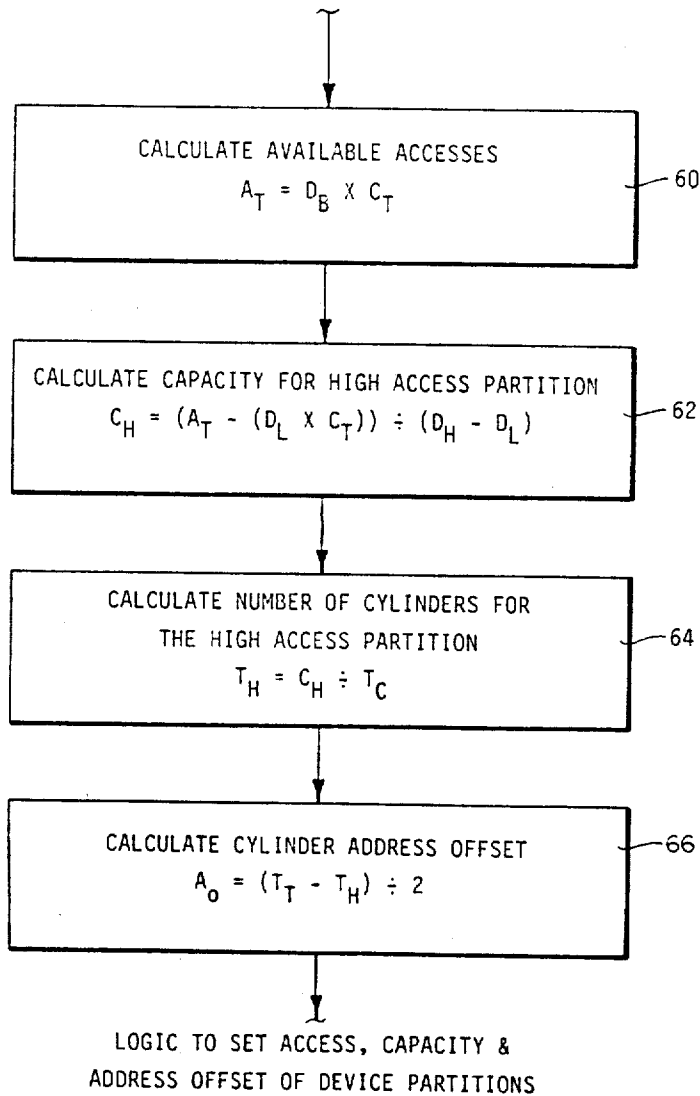 CALCULATE AVAILABLE ACCESSES
A_T = D_B X C_T
60
CALCULATE CAPACITY FOR HIGH ACCESS PARTITION
C_H = (A_T - (D_L X C_T)) ÷ (D_H - D_L)
62
CALCULATE NUMBER OF CYLINDERS FOR
THE HIGH ACCESS PARTITION
T_H = C_H ÷ T_C
64
CALCULATE CYLINDER ADDRESS OFFSET
A_o = (T_T - T_H) ÷ 2
66
LOGIC TO SET ACCESS, CAPACITY &
ADDRESS OFFSET OF DEVICE PARTITIONS